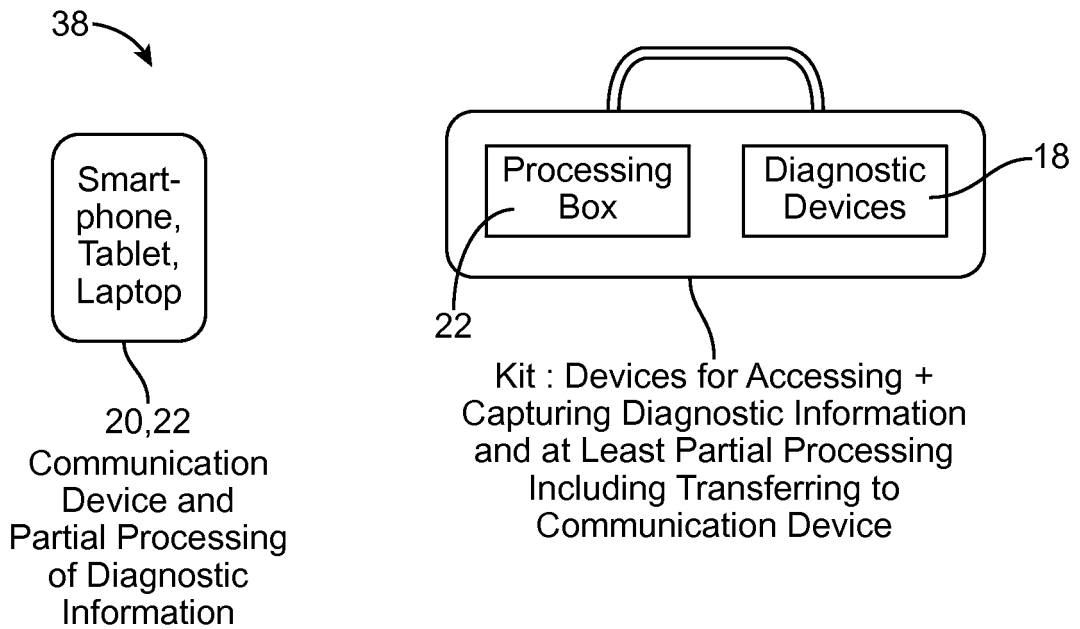 38
Smart-
phone,
Tablet,
Laptop
20,22
Communication
Device and
Partial Processing
of Diagnostic
Information
Processing
Box
22
Diagnostic
Devices
18
Kit : Devices for Accessing +
Capturing Diagnostic Information
and at Least Partial Processing
Including Transferring to
Communication Device